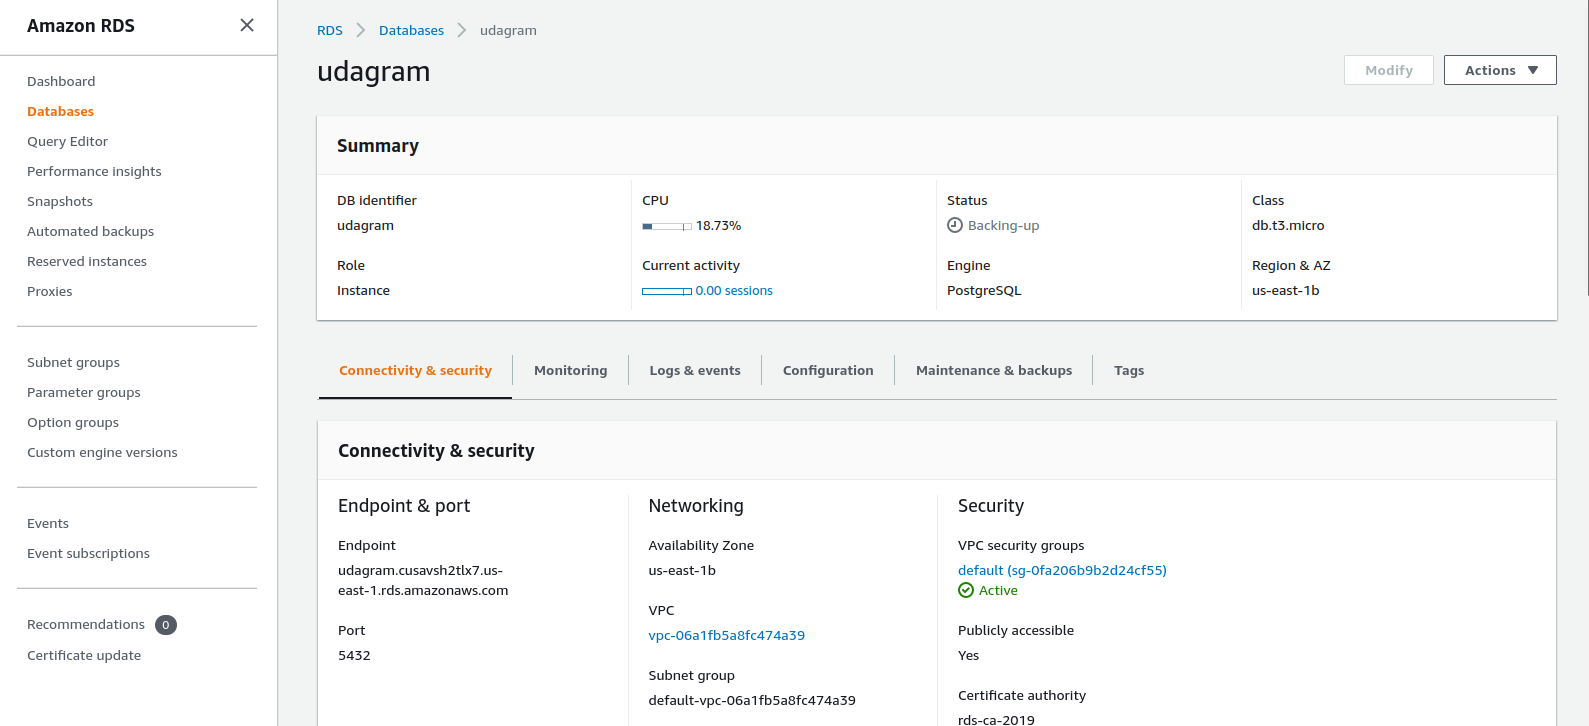 Amazon RDS
Dashboard
Databases
Query Editor
Performance insights
Snapshots
Automated backups
Reserved instances
Proxies
Subnet groups
Parameter groups
Option groups
Custom engine versions
Events
Event subscriptions
Recommendations 0
Certificate update
RDS Databases udagram
udagram
Modify Actions
Summary
DB identifier
udagram
Role
Instance
CPU
18.73%
Current activity
0.00 sessions
Status
Backing-up
Engine
PostgreSQL
Class
db.t3.micro
Region & AZ
us-east-1b
Connectivity & security Monitoring Logs & events Configuration Maintenance & backups Tags
Connectivity & security
Endpoint & port
Endpoint
udagram.cusavsh2tlx7.us-
east-1.rds.amazonaws.com
Port
5432
Networking
Availability Zone
us-east-1b
VPC
vpc-06a1fb5a8fc474a39
Subnet group
default-vpc-06a1fb5a8fc474a39
Security
VPC security groups
default (sg-0fa206b9b2d24cf55)
Active
Publicly accessible
Yes
Certificate authority
rds-ca-2019